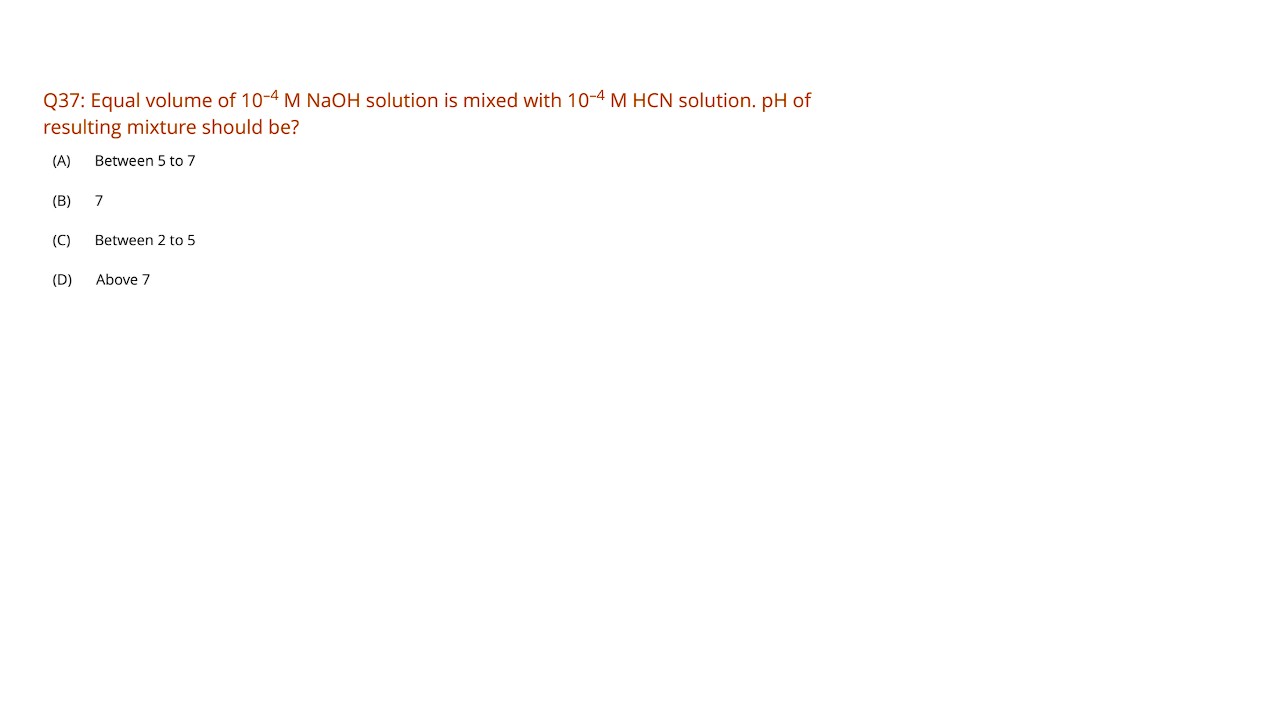 Q37: Equal volume of 10⁻⁴ M NaOH solution is mixed with 10⁻⁴ M HCN solution. pH of
resulting mixture should be?
(A) Between 5 to 7
(B) 7
(C) Between 2 to 5
(D) Above 7